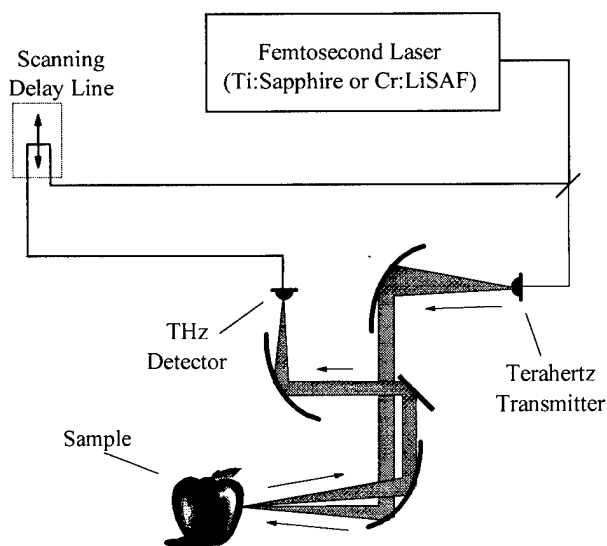 Scanning
Delay Line
Femtosecond Laser
(Ti:Sapphire or Cr:LiSAF)
THz
Detector
Terahertz
Transmitter
Sample